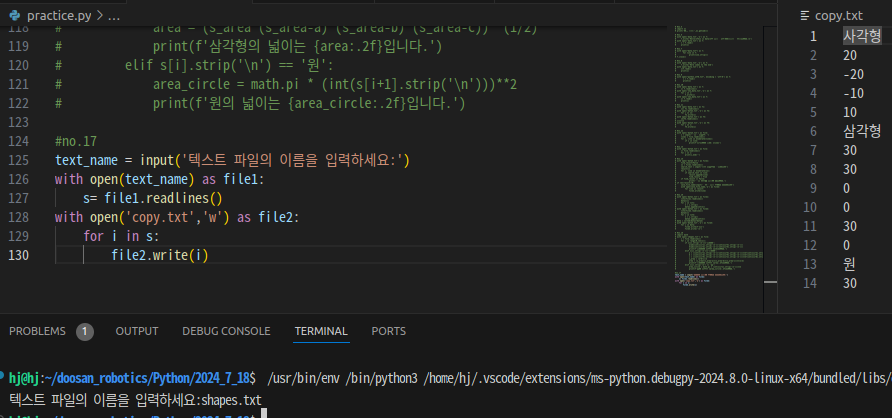 practice.py > ...
118 # area = (s_area (s_area-a) (s_area-b) (s_area-c)) (1/2)
119 # print(f'삼각형의 넓이는 {area:.2f}입니다.')
120 # elif s[i].strip('\n') == '원':
121 # area_circle = math.pi * (int(s[i+1].strip('\n')))**2
122 # print(f'원의 넓이는 {area_circle:.2f}입니다.')
123
124 #no.17
125 text_name = input('텍스트 파일의 이름을 입력하세요:')
126 with open(text_name) as file1:
127 s= file1.readlines()
128 with open('copy.txt','w') as file2:
129 for i in s:
130 file2.write(i)
copy.txt
1 사각형
2 20
3 -20
4 -10
5 10
6 삼각형
7 30
8 30
9 0
10 0
11 30
12 0
13 원
14 30
PROBLEMS 1 OUTPUT DEBUG CONSOLE TERMINAL PORTS
hj@hj:~/doosan_robotics/Python/2024_7_18$ /usr/bin/env /bin/python3 /home/hj/.vscode/extensions/ms-python.debugpy-2024.8.0-linux-x64/bundled/libs/
텍스트 파일의 이름을 입력하세요:shapes.txt
hj@hj:~/doosan_robotics/Python/2024_7_18$